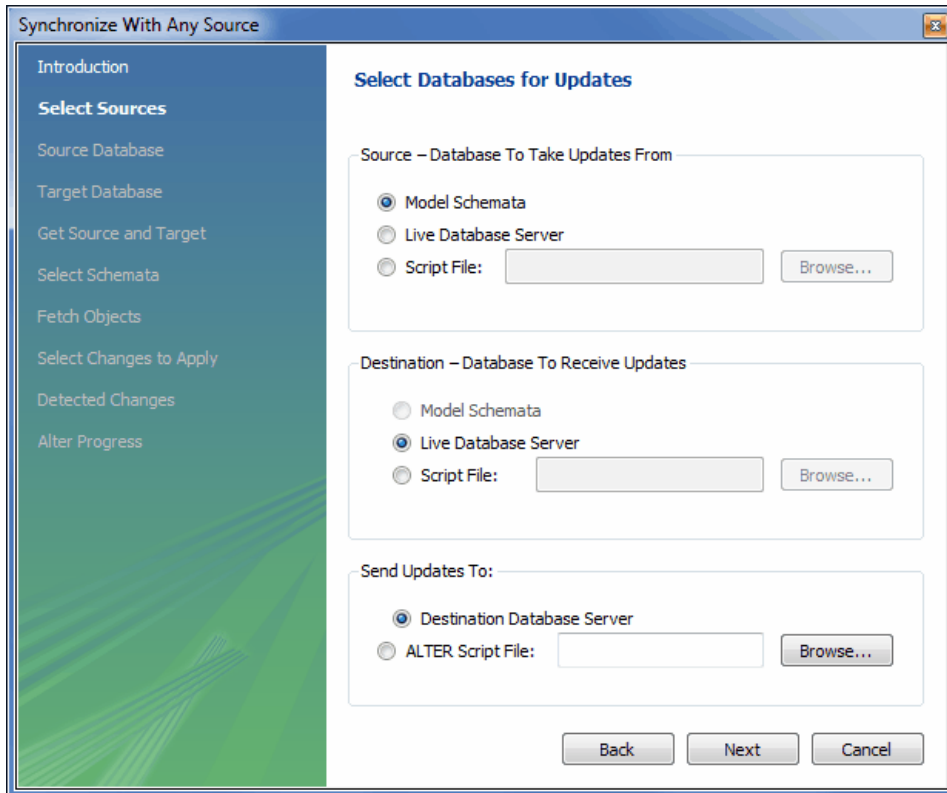 Synchronize With Any Source
Introduction
Select Sources
Source Database
Target Database
Get Source and Target
Select Schemata
Fetch Objects
Select Changes to Apply
Detected Changes
Alter Progress
Select Databases for Updates
Source – Database To Take Updates From
Model Schemata
Live Database Server
Script File: Browse...
Destination – Database To Receive Updates
Model Schemata
Live Database Server
Script File: Browse...
Send Updates To:
Destination Database Server
ALTER Script File: Browse...
Back Next Cancel